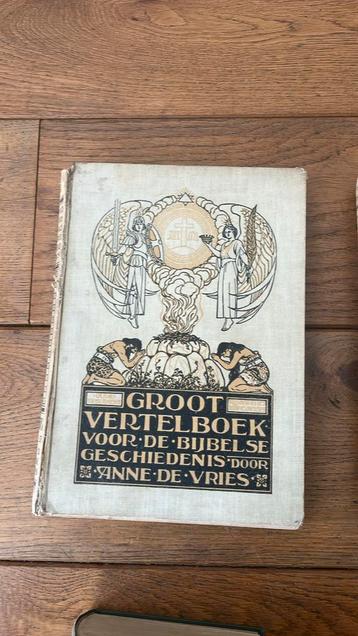 GROOT
VERTELBOEK
VOOR·DE·BIJBELSE
GESCHIEDENIS·DOOR
·ANNE·DE·VRIES·